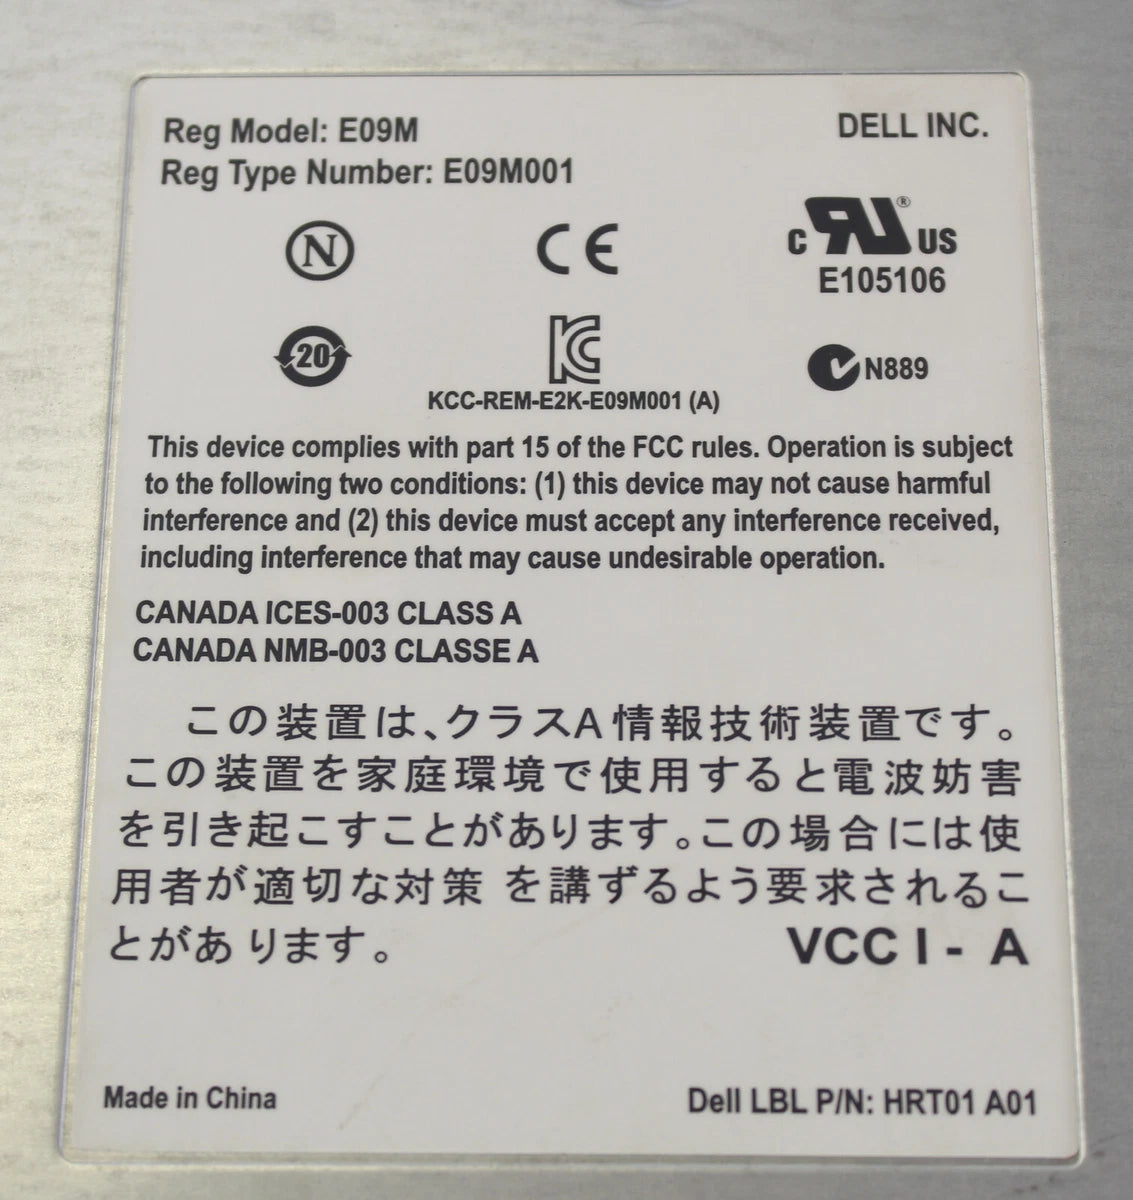 Reg Model: E09M
DELL INC.
Reg Type Number: E09M001
N
CE
c RU ® US
E105106
20
KC
N889
KCC-REM-E2K-E09M001 (A)
This device complies with part 15 of the FCC rules. Operation is subject
to the following two conditions: (1) this device may not cause harmful
interference and (2) this device must accept any interference received,
including interference that may cause undesirable operation.
CANADA ICES-003 CLASS A
CANADA NMB-003 CLASSE A
この装置は、クラスA情報技術装置です。
この装置を家庭環境で使用すると電波妨害
を引き起こすことがあります。この場合には使
用者が適切な対策 を講ずるよう要求されるこ
とがあ ります。
VCC I - A
Made in China
Dell LBL P/N: HRT01 A01